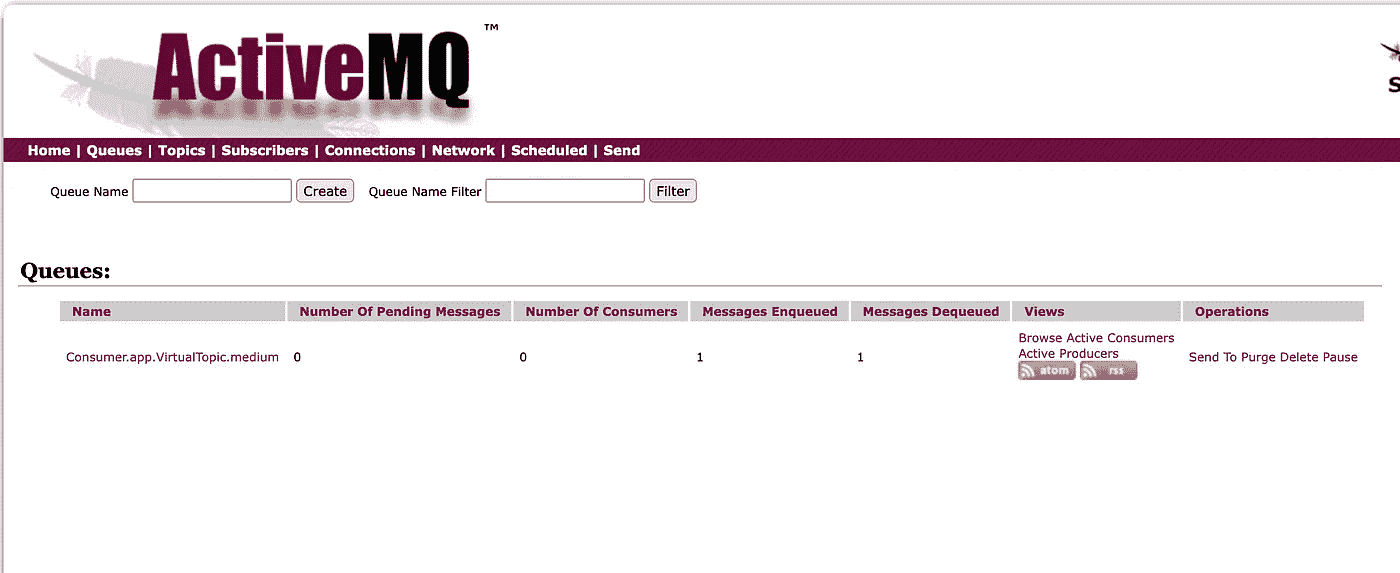 ActiveMQ™
Home | Queues | Topics | Subscribers | Connections | Network | Scheduled | Send
Queue Name Create Queue Name Filter Filter
Queues:
Name Number Of Pending Messages Number Of Consumers Messages Enqueued Messages Dequeued Views Operations
Consumer.app.VirtualTopic.medium 0 0 1 1 Browse Active Consumers
Active Producers
atom rss
Send To Purge Delete Pause